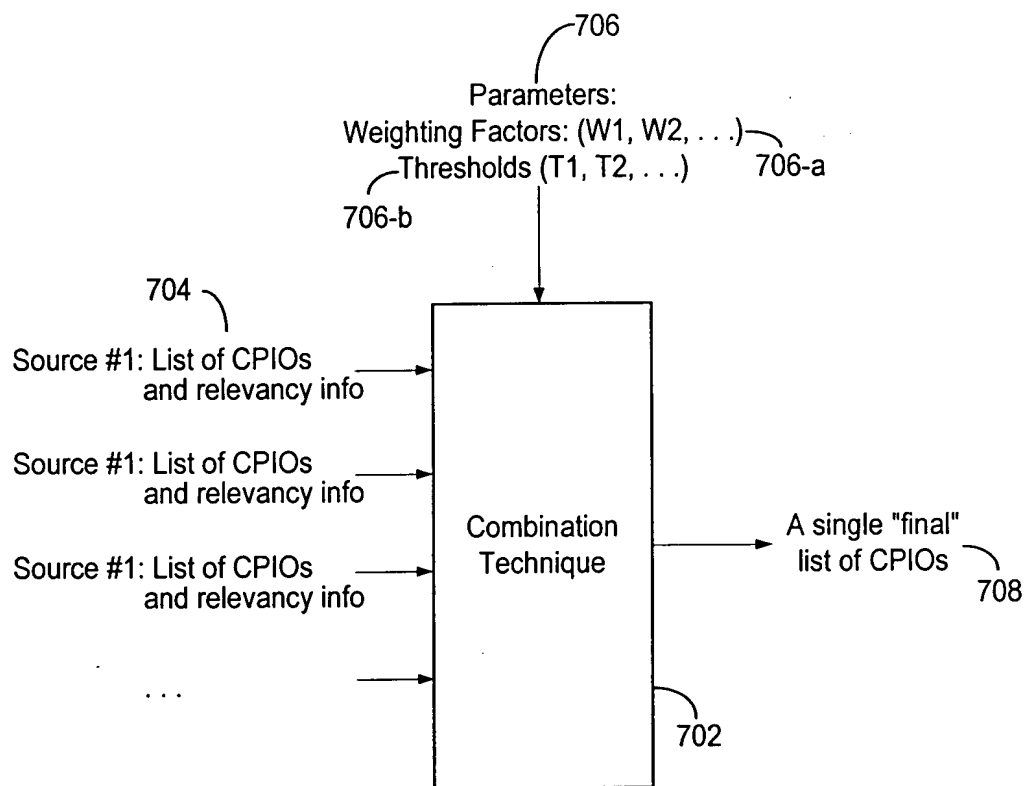 706
Parameters:
Weighting Factors: (W1, W2, . . .)
706-a
Thresholds (T1, T2, . . .)
706-b
704
Source #1: List of CPIOs
and relevancy info
Source #1: List of CPIOs
and relevancy info
Source #1: List of CPIOs
and relevancy info
. . .
Combination
Technique
702
A single "final"
list of CPIOs
708